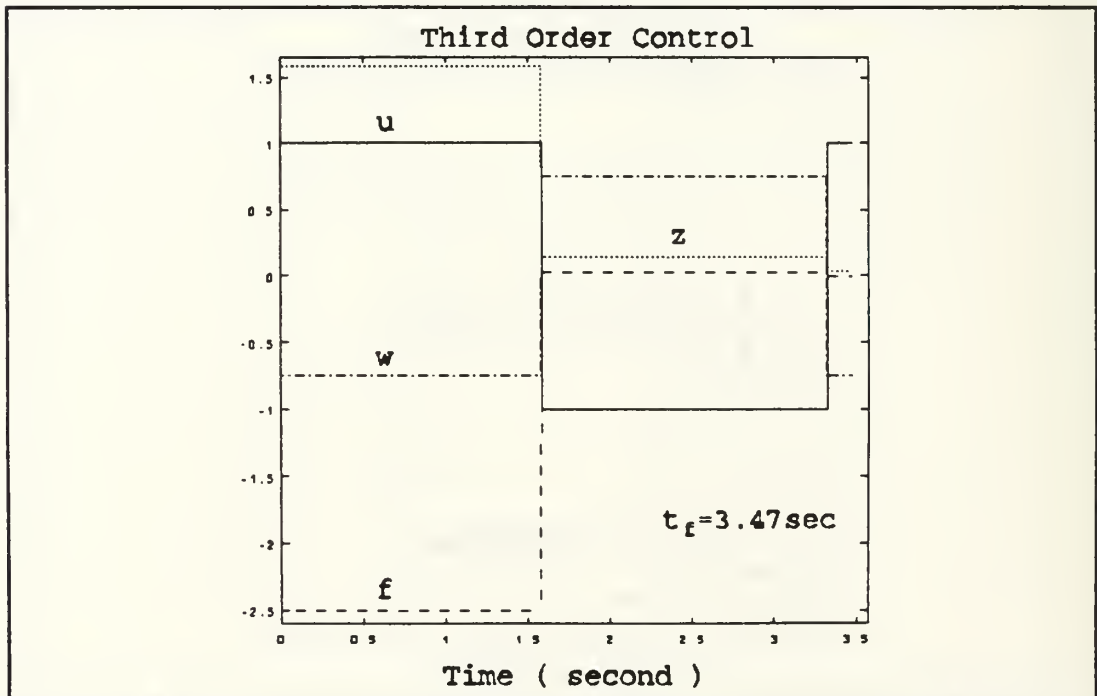 Third Order Control
1.5
u
1
0 5
z
0
-0.5
w
-1
-1.5
t_f=3.47sec
-2
f
-2.5
0 0 5 1 1 5 2 2 5 3 3 5
Time ( second )